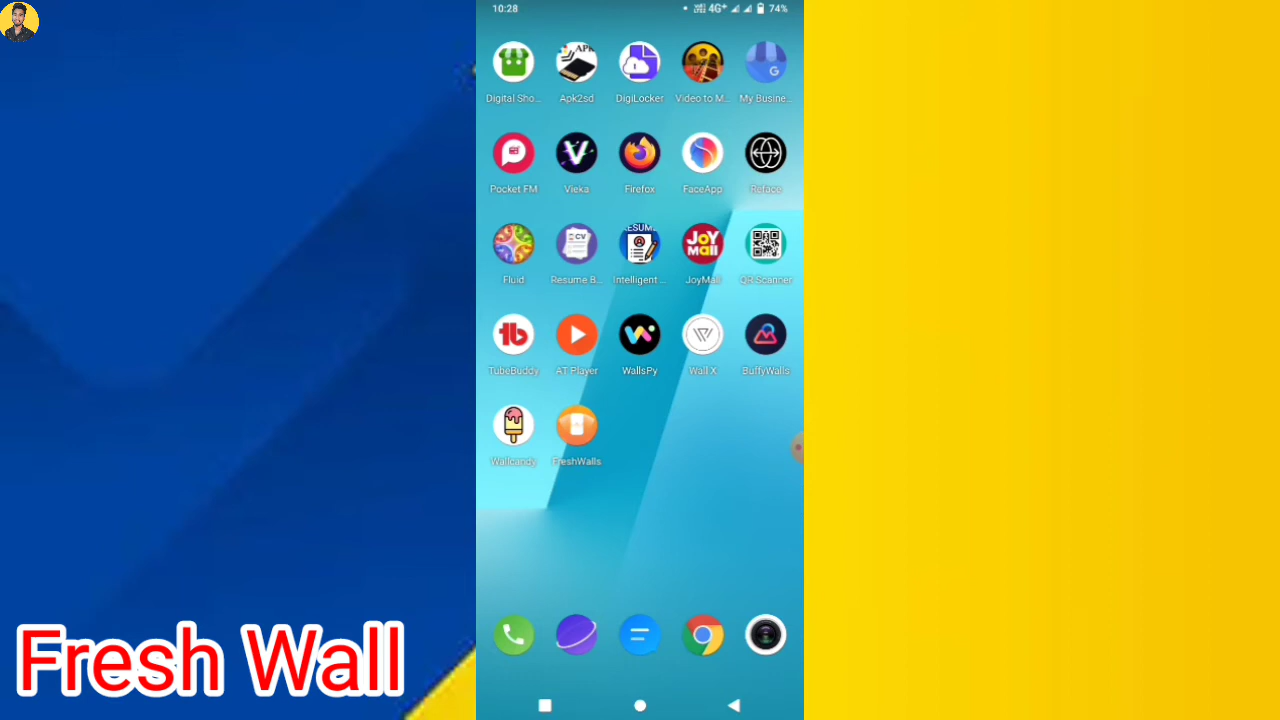 10:28 4G+ 74%
Digital Sho... Apk2sd DigiLocker Video to M... My Busine...
Pocket FM Vieka Firefox FaceApp Reface
Fluid Resume B... Intelligent ... JoyMall QR Scanner
TubeBuddy AT Player WallsPy Wall X BuffyWalls
Wallcandy FreshWalls
Fresh Wall